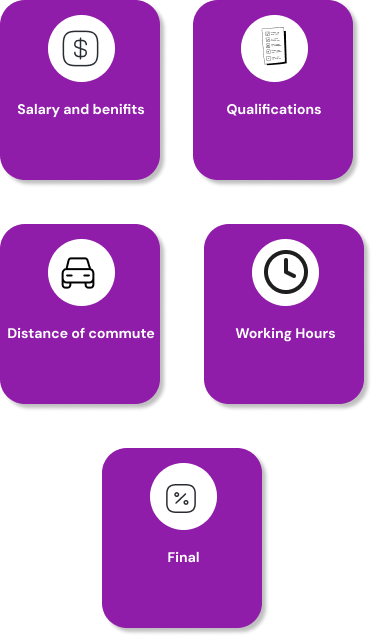 Salary and benifits
Qualifications
Distance of commute
Working Hours
Final